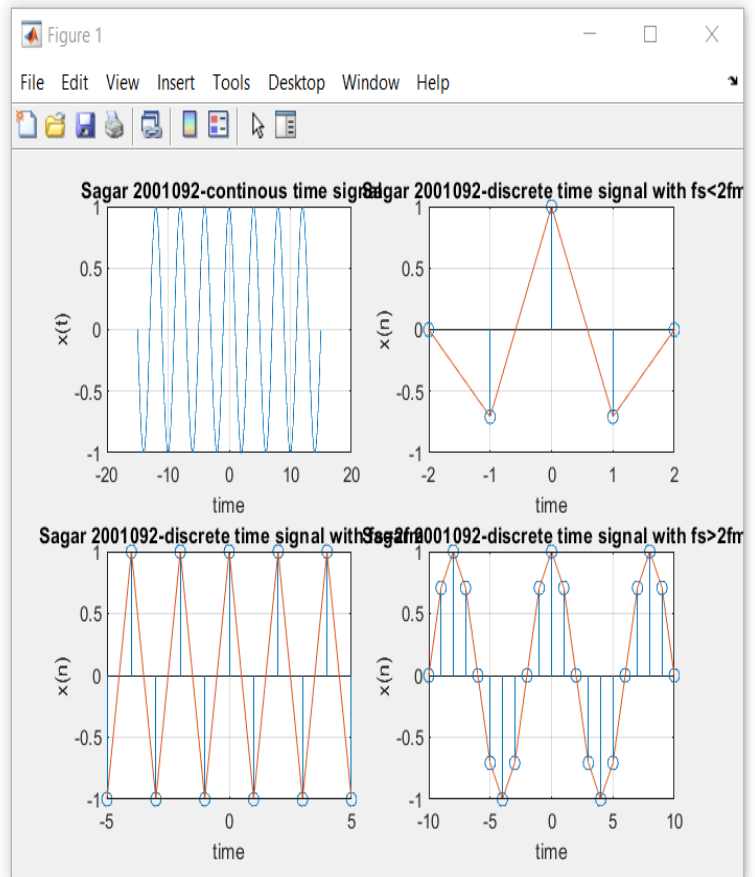 Figure 1
File Edit View Insert Tools Desktop Window Help
Sagar 2001092-continous time signal
1
0.5
0
-0.5
-1
x(t)
-20 -10 0 10 20
time
Sagar 2001092-discrete time signal with fs<2fm
1
0.5
0
-0.5
-1
x(n)
-2 -1 0 1 2
time
Sagar 2001092-discrete time signal with fs=2fm
1
0.5
0
-0.5
-1
x(n)
-5 0 5
time
2001092-discrete time signal with fs>2fm
1
0.5
0
-0.5
-1
x(n)
-10 -5 0 5 10
time